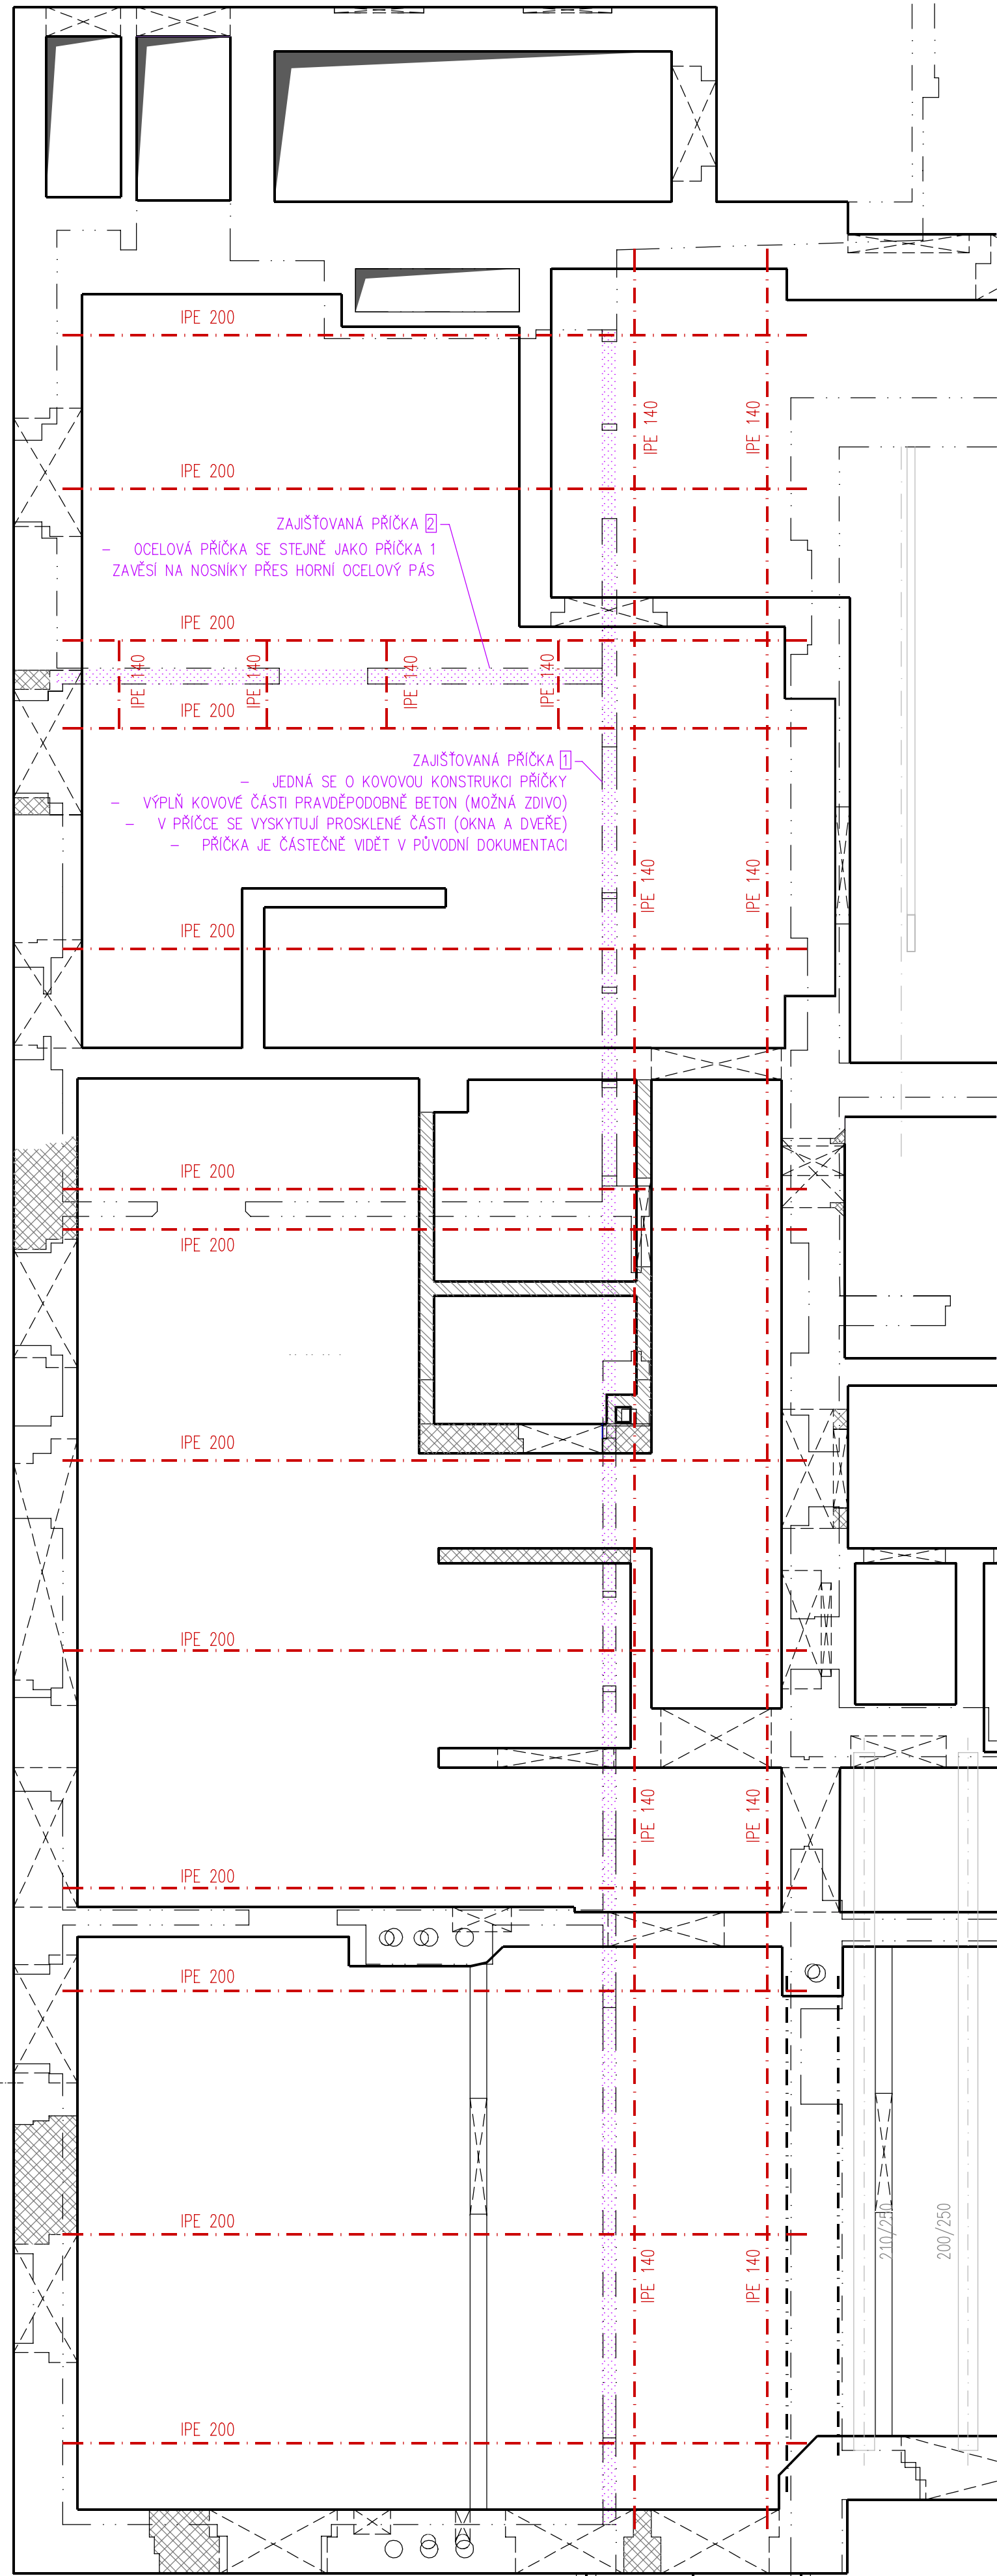 IPE 200
IPE 140
IPE 140
IPE 200
ZAJIŠŤOVANÁ PŘÍČKA 2
- OCELOVÁ PŘÍČKA SE STEJNĚ JAKO PŘÍČKA 1
ZAVĚSÍ NA NOSNÍKY PŘES HORNÍ OCELOVÝ PÁS
IPE 200
IPE 140
IPE 140
IPE 140
IPE 140
IPE 200
ZAJIŠŤOVANÁ PŘÍČKA 1
- JEDNÁ SE O KOVOVOU KONSTRUKCI PŘÍČKY
- VÝPLŇ KOVOVÉ ČÁSTI PRAVDĚPODOBNĚ BETON (MOŽNÁ ZDIVO)
- V PŘÍČCE SE VYSKYTUJÍ PROSKLENÉ ČÁSTI (OKNA A DVEŘE)
- PŘÍČKA JE ČÁSTEČNĚ VIDĚT V PŮVODNÍ DOKUMENTACI
IPE 140
IPE 140
IPE 200
IPE 200
IPE 200
IPE 200
IPE 200
IPE 140
IPE 140
IPE 200
IPE 200
IPE 200
210/250
200/250
IPE 140
IPE 140
IPE 200